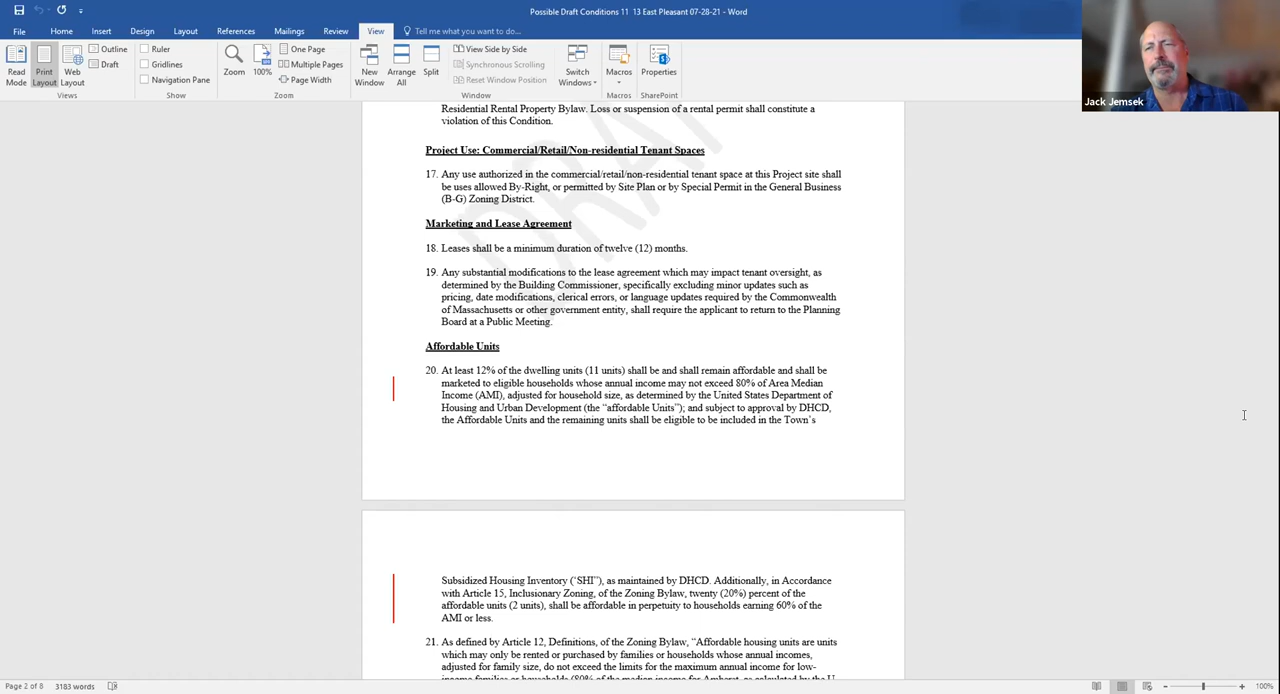 Possible Draft Conditions 11 13 East Pleasant 07-28-21 - Word
File Home Insert Design Layout References Mailings Review View Tell me what you want to do...
Read Mode
Print Layout
Web Layout
Outline
Draft
Views
Ruler
Gridlines
Navigation Pane
Show
Zoom
100%
One Page
Multiple Pages
Page Width
Zoom
New Window
Arrange All
Split
View Side by Side
Synchronous Scrolling
Reset Window Position
Window
Switch Windows
Macros
Macros
Properties
SharePoint
Jack Jemsek
DRAF
Residential Rental Property Bylaw. Loss or suspension of a rental permit shall constitute a
violation of this Condition.
Project Use: Commercial/Retail/Non-residential Tenant Spaces
17. Any use authorized in the commercial/retail/non-residential tenant space at this Project site shall
be uses allowed By-Right, or permitted by Site Plan or by Special Permit in the General Business
(B-G) Zoning District.
Marketing and Lease Agreement
18. Leases shall be a minimum duration of twelve (12) months.
19. Any substantial modifications to the lease agreement which may impact tenant oversight, as
determined by the Building Commissioner, specifically excluding minor updates such as
pricing, date modifications, clerical errors, or language updates required by the Commonwealth
of Massachusetts or other government entity, shall require the applicant to return to the Planning
Board at a Public Meeting.
Affordable Units
20. At least 12% of the dwelling units (11 units) shall be and shall remain affordable and shall be
marketed to eligible households whose annual income may not exceed 80% of Area Median
Income (AMI), adjusted for household size, as determined by the United States Department of
Housing and Urban Development (the “affordable Units”); and subject to approval by DHCD,
the Affordable Units and the remaining units shall be eligible to be included in the Town’s
Subsidized Housing Inventory (‘SHI”), as maintained by DHCD. Additionally, in Accordance
with Article 15, Inclusionary Zoning, of the Zoning Bylaw, twenty (20%) percent of the
affordable units (2 units), shall be affordable in perpetuity to households earning 60% of the
AMI or less.
21. As defined by Article 12, Definitions, of the Zoning Bylaw, “Affordable housing units are units
which may only be rented or purchased by families or households whose annual incomes,
adjusted for family size, do not exceed the limits for the maximum annual income for low-
income families or households (80% of the median income for Amherst, as calculated by the U.
Page 2 of 8 3183 words
100%